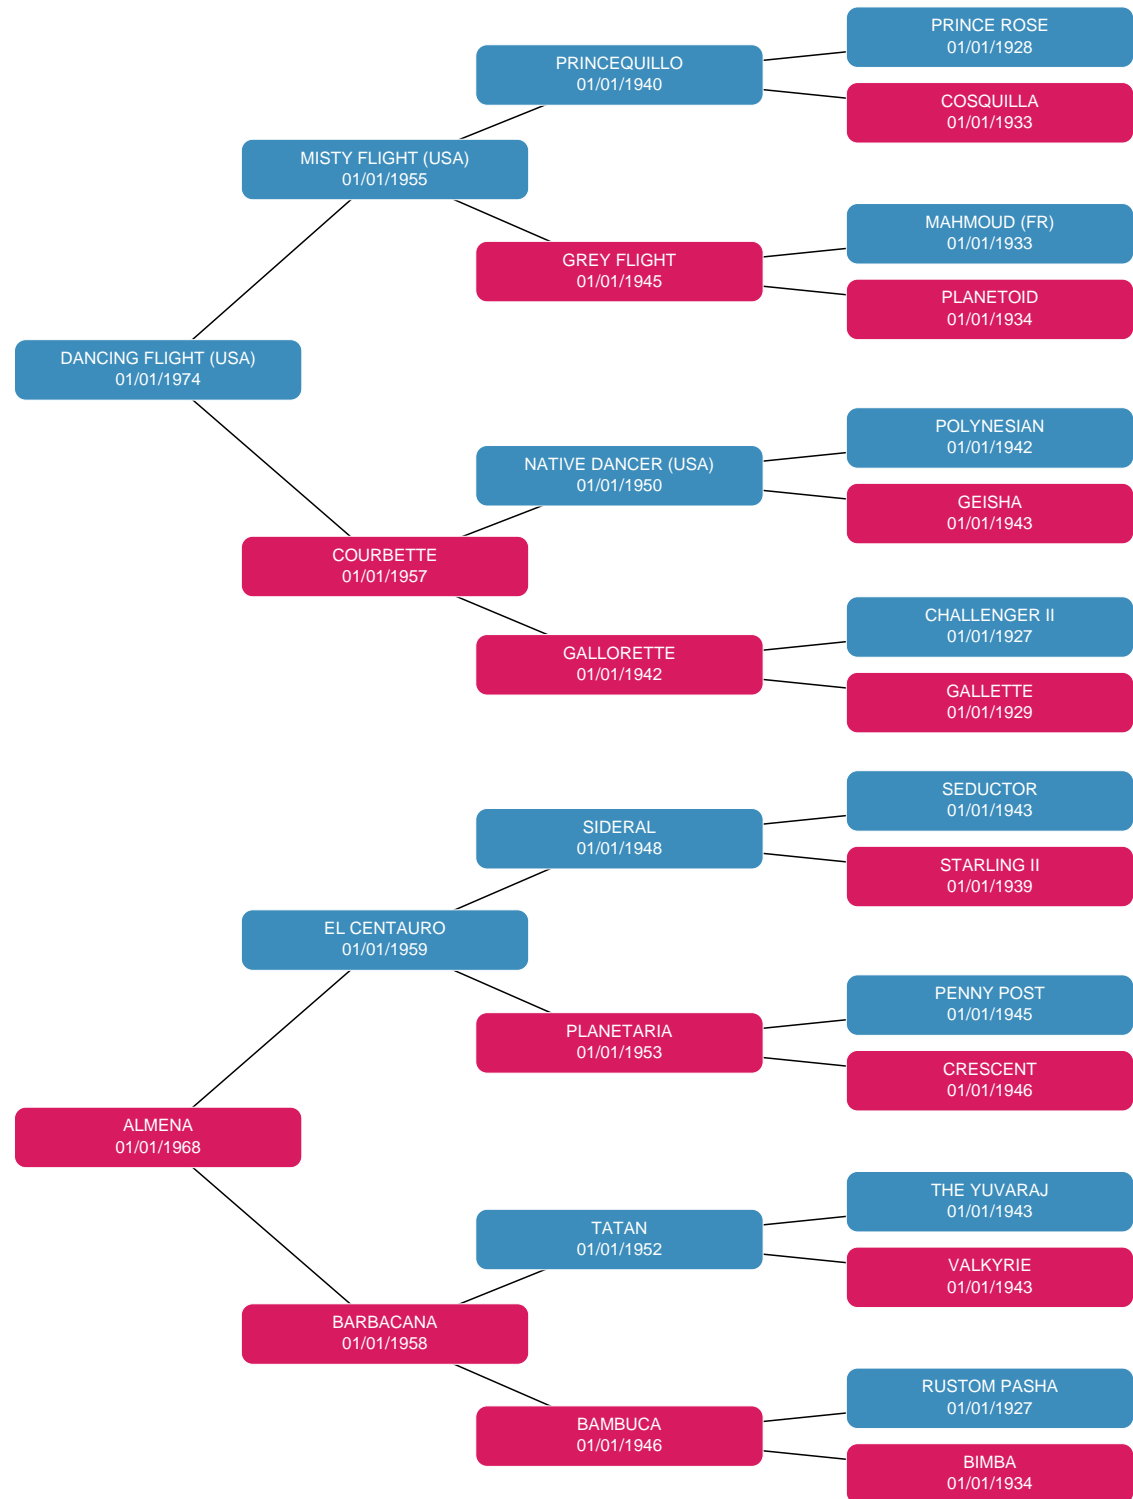 PRINCE ROSE
01/01/1928
PRINCEQUILLO
01/01/1940
COSQUILLA
01/01/1933
MISTY FLIGHT (USA)
01/01/1955
MAHMOUD (FR)
01/01/1933
GREY FLIGHT
01/01/1945
PLANETOID
01/01/1934
DANCING FLIGHT (USA)
01/01/1974
POLYNESIAN
01/01/1942
NATIVE DANCER (USA)
01/01/1950
GEISHA
01/01/1943
COURBETTE
01/01/1957
CHALLENGER II
01/01/1927
GALLORETTE
01/01/1942
GALLETTE
01/01/1929
SEDUCTOR
01/01/1943
SIDERAL
01/01/1948
STARLING II
01/01/1939
EL CENTAURO
01/01/1959
PENNY POST
01/01/1945
PLANETARIA
01/01/1953
CRESCENT
01/01/1946
ALMENA
01/01/1968
THE YUVARAJ
01/01/1943
TATAN
01/01/1952
VALKYRIE
01/01/1943
BARBACANA
01/01/1958
RUSTOM PASHA
01/01/1927
BAMBUCA
01/01/1946
BIMBA
01/01/1934